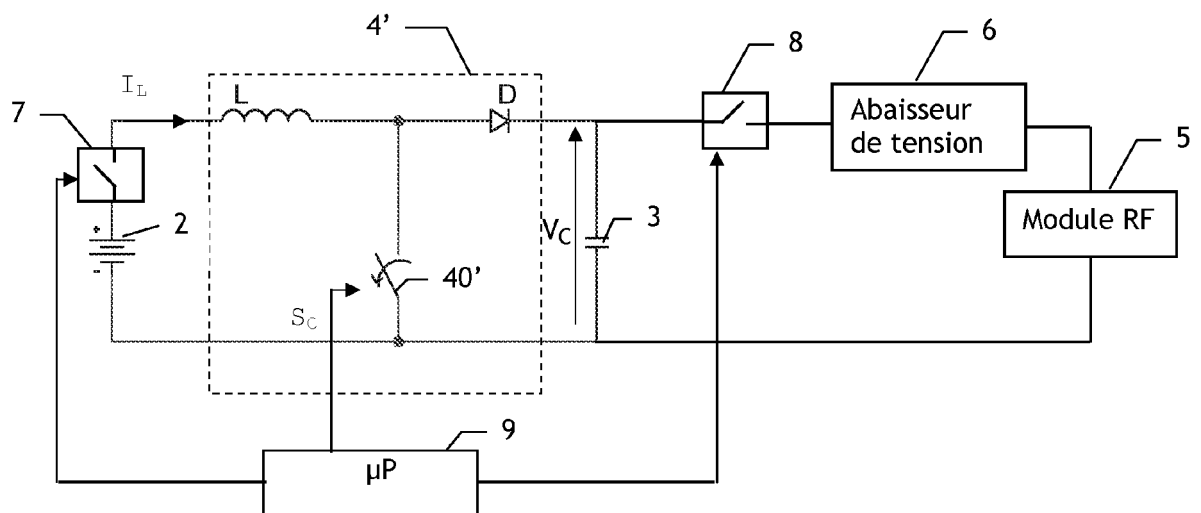 4'
8
6
I_L
L
D
7
Abaisseur
de tension
5
+
2
-
V_C
3
Module RF
40'
S_C
9
µP